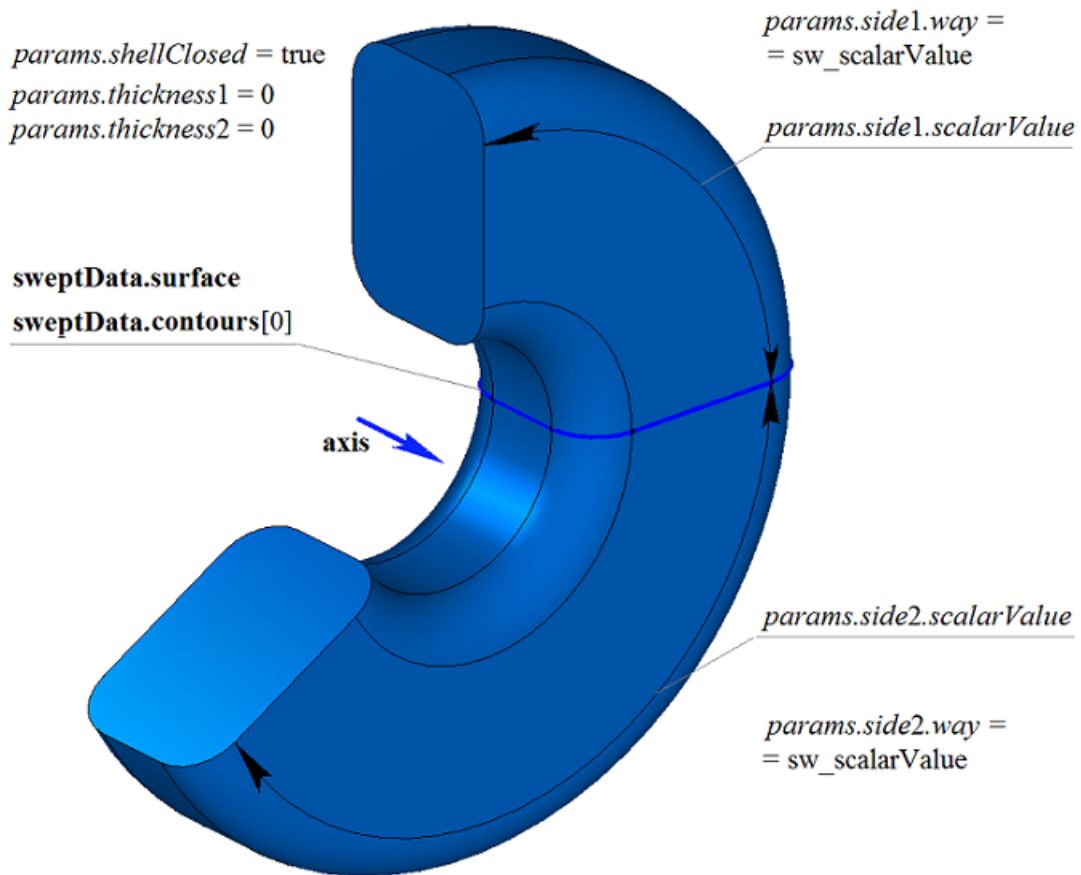 params.shellClosed = true
params.thickness1 = 0
params.thickness2 = 0
params.side1.way =
= sw_scalarValue
params.side1.scalarValue
sweptData.surface
sweptData.contours[0]
axis
params.side2.scalarValue
params.side2.way =
= sw_scalarValue